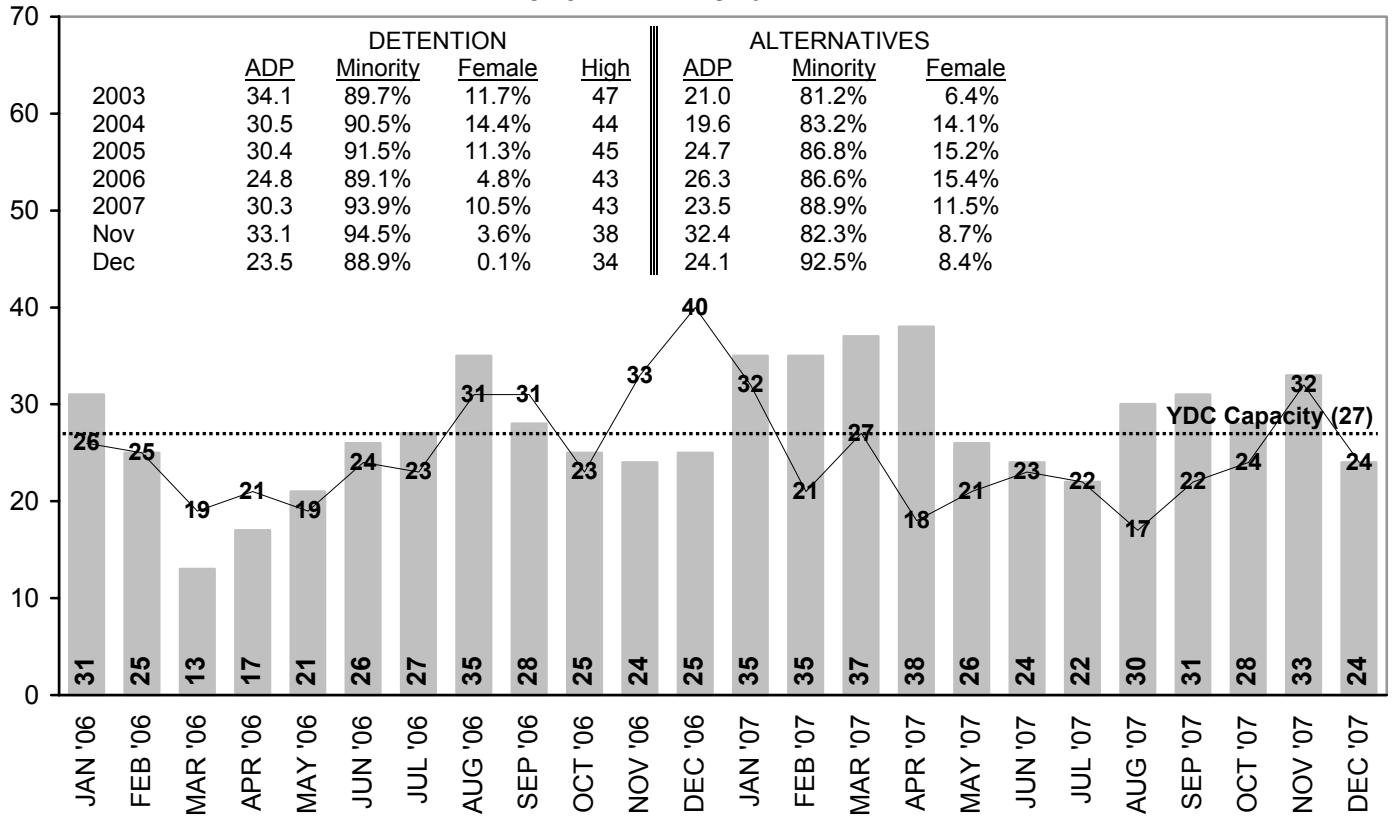 70
DETENTION ALTERNATIVES
ADP Minority Female High ADP Minority Female
2003 34.1 89.7% 11.7% 47 21.0 81.2% 6.4%
60
2004 30.5 90.5% 14.4% 44 19.6 83.2% 14.1%
2005 30.4 91.5% 11.3% 45 24.7 86.8% 15.2%
2006 24.8 89.1% 4.8% 43 26.3 86.6% 15.4%
50
2007 30.3 93.9% 10.5% 43 23.5 88.9% 11.5%
Nov 33.1 94.5% 3.6% 38 32.4 82.3% 8.7%
Dec 23.5 88.9% 0.1% 34 24.1 92.5% 8.4%
40
30
20
10
0
YDC Capacity (27)
26 25 19 21 19 24 23 31 31 23 33 40 32 21 27 18 21 23 22 17 22 24 32 24
31 25 13 17 21 26 27 35 28 25 24 25 35 35 37 38 26 24 22 30 31 28 33 24
JAN '06
FEB '06
MAR '06
APR '06
MAY '06
JUN '06
JUL '06
AUG '06
SEP '06
OCT '06
NOV '06
DEC '06
JAN '07
FEB '07
MAR '07
APR '07
MAY '07
JUN '07
JUL '07
AUG '07
SEP '07
OCT '07
NOV '07
DEC '07